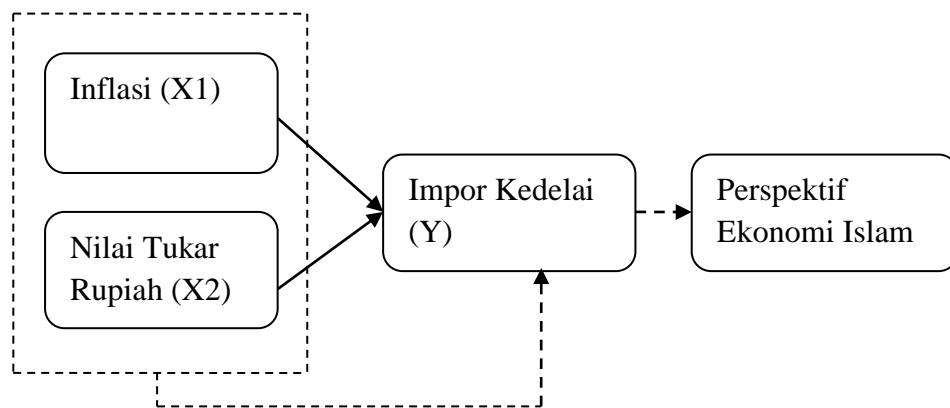 Inflasi (X1)
Nilai Tukar
Rupiah (X2)
Impor Kedelai
(Y)
Perspektif
Ekonomi Islam